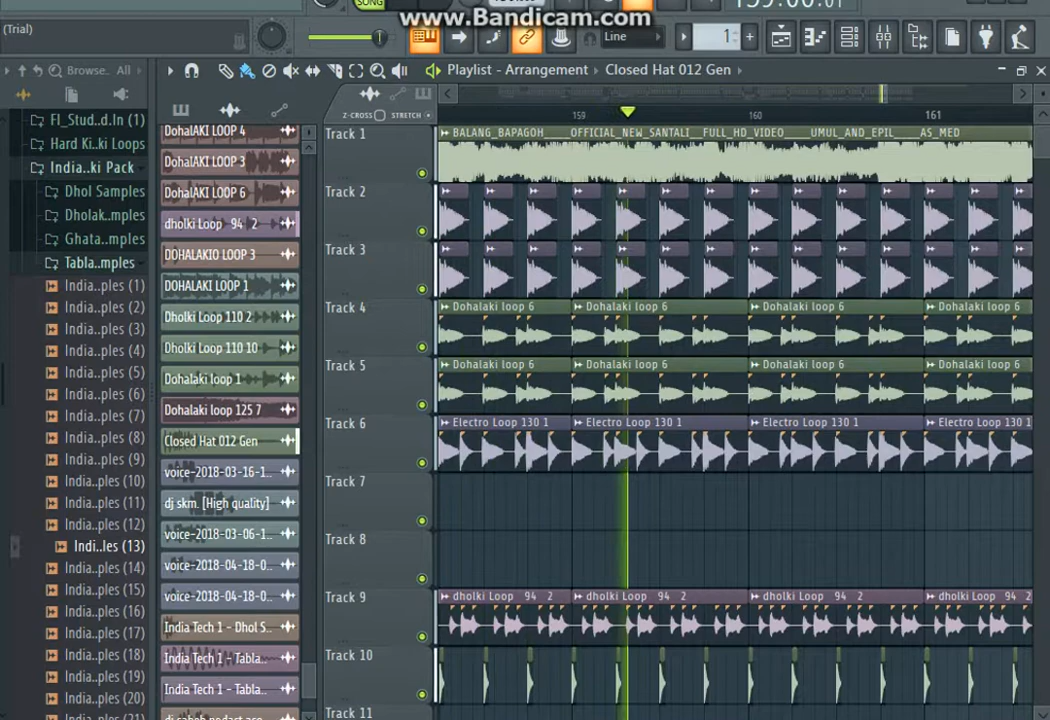 SONG
www.Bandicam.com
(Trial)
Line
1
Browse..
All
Playlist - Arrangement
Closed Hat 012 Gen
Z-CROSS
STRETCH
159
160
161
Fl_Stud..d.In (1)
Hard Ki..ki Loops
India..ki Pack
Dhol Samples
Dholak..mples
Ghata..mples
Tabla..mples
India..ples (1)
India..ples (2)
India..ples (3)
India..ples (4)
India..ples (5)
India..ples (6)
India..ples (7)
India..ples (8)
India..ples (9)
India..ples (10)
India..ples (11)
India..ples (12)
Indi..les (13)
India..ples (14)
India..ples (15)
India..ples (16)
India..ples (17)
India..ples (18)
India..ples (19)
India..ples (20)
DohalAKI LOOP 4
DohalAKI LOOP 3
DohalAKI LOOP 6
dholki Loop 94 2
DOHALAKIO LOOP 3
DOHALAKI LOOP 1
Dholki Loop 110 2
Dholki Loop 110 10
Dohalaki loop 1
Dohalaki loop 125 7
Closed Hat 012 Gen
voice-2018-03-16-1..
dj skm. [High quality]
voice-2018-03-06-1..
voice-2018-04-18-0..
voice-2018-04-18-0..
India Tech 1 - Dhol S..
India Tech 1 - Tabla..
India Tech 1 - Tabla..
Track 1
BALANG_BAPAGOH____OFFICIAL_NEW_SANTALI__FULL_HD_VIDEO____UMUL_AND_EPIL____AS_MED
Track 2
Track 3
Track 4
Dohalaki loop 6
Dohalaki loop 6
Dohalaki loop 6
Dohalaki loop 6
Track 5
Dohalaki loop 6
Dohalaki loop 6
Dohalaki loop 6
Dohalaki loop 6
Track 6
Electro Loop 130 1
Electro Loop 130 1
Electro Loop 130 1
Electro Loop 130 1
Track 7
Track 8
Track 9
dholki Loop 94 2
dholki Loop 94 2
dholki Loop 94 2
dholki Loop 94 2
Track 10
Track 11